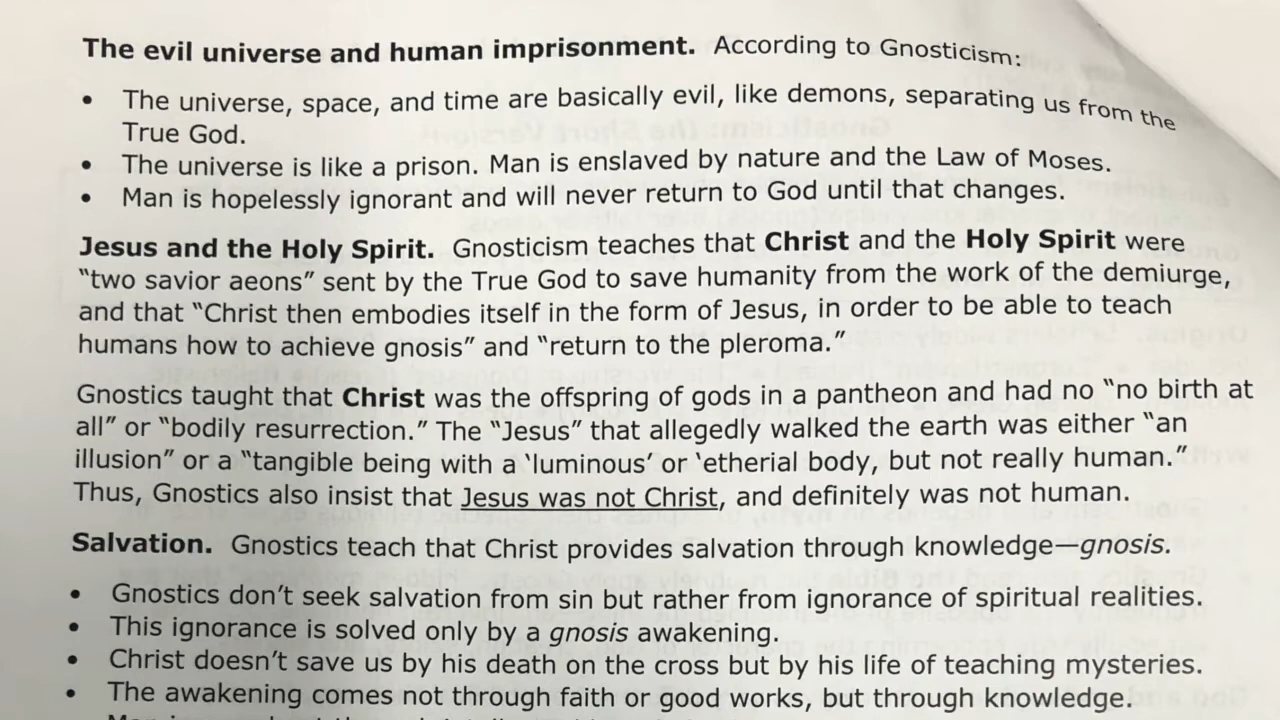 The evil universe and human imprisonment. According to Gnosticism:
• The universe, space, and time are basically evil, like demons, separating us from the
True God.
• The universe is like a prison. Man is enslaved by nature and the Law of Moses.
• Man is hopelessly ignorant and will never return to God until that changes.
Jesus and the Holy Spirit. Gnosticism teaches that Christ and the Holy Spirit were
“two savior aeons” sent by the True God to save humanity from the work of the demiurge,
and that “Christ then embodies itself in the form of Jesus, in order to be able to teach
humans how to achieve gnosis” and “return to the pleroma.”
Gnostics taught that Christ was the offspring of gods in a pantheon and had no “no birth at
all” or “bodily resurrection.” The “Jesus” that allegedly walked the earth was either “an
illusion” or a “tangible being with a ‘luminous’ or ‘etherial body, but not really human.”
Thus, Gnostics also insist that Jesus was not Christ, and definitely was not human.
Salvation. Gnostics teach that Christ provides salvation through knowledge—gnosis.
• Gnostics don’t seek salvation from sin but rather from ignorance of spiritual realities.
• This ignorance is solved only by a gnosis awakening.
• Christ doesn’t save us by his death on the cross but by his life of teaching mysteries.
• The awakening comes not through faith or good works, but through knowledge.